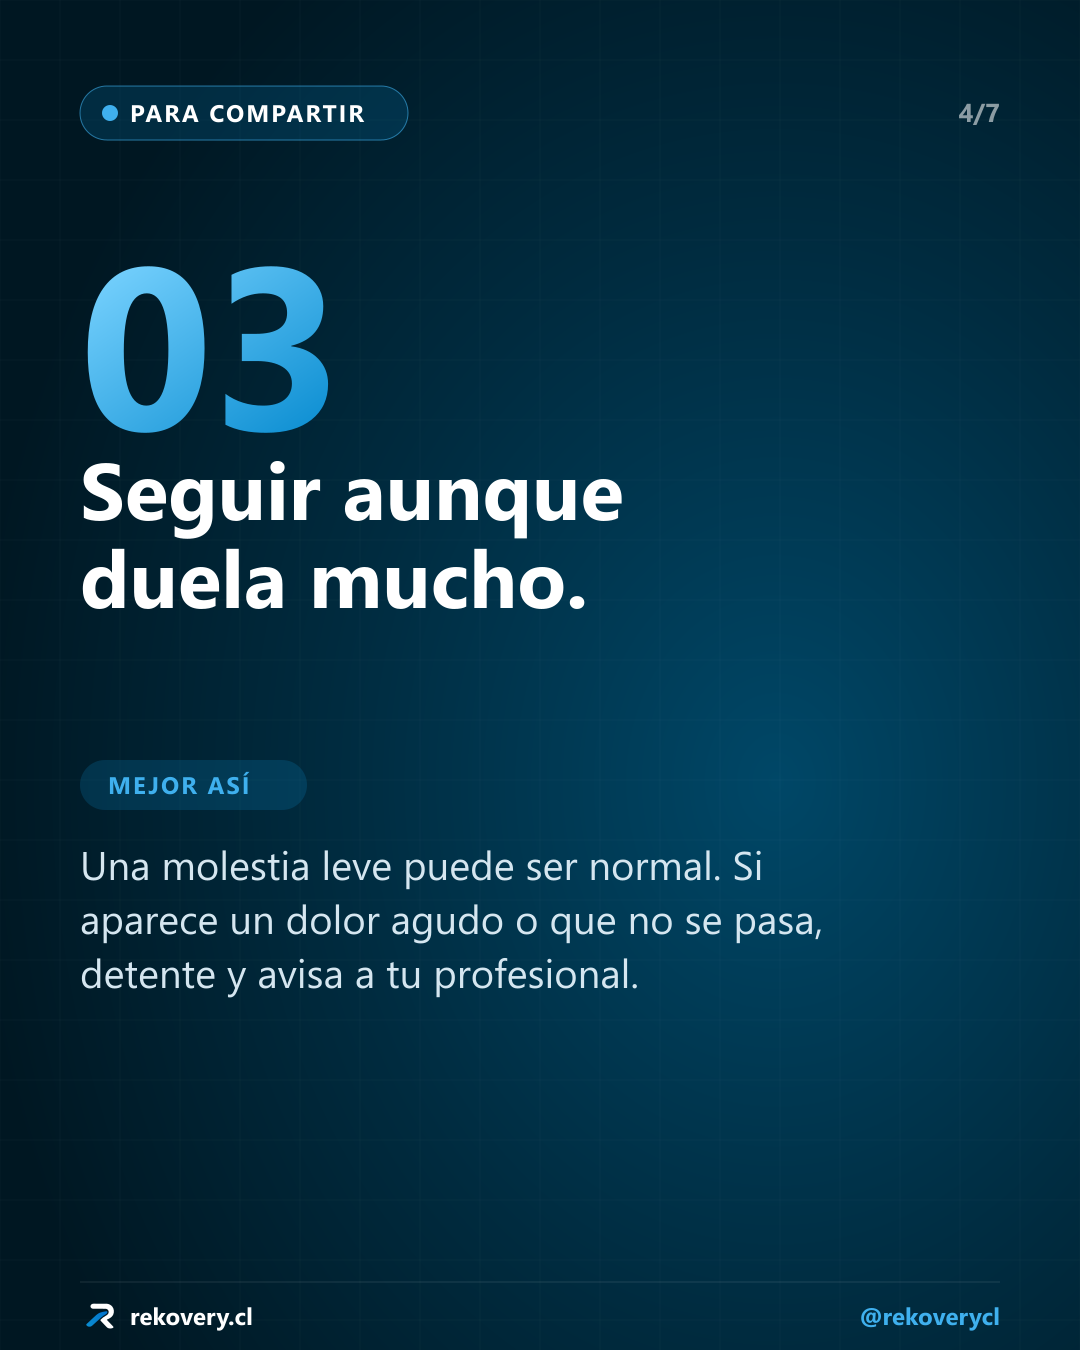 PARA COMPARTIR
4/7
03
Seguir aunque
duela mucho.
MEJOR ASÍ
Una molestia leve puede ser normal. Si
aparece un dolor agudo o que no se pasa,
detente y avisa a tu profesional.
rekovery.cl
@rekoverycl